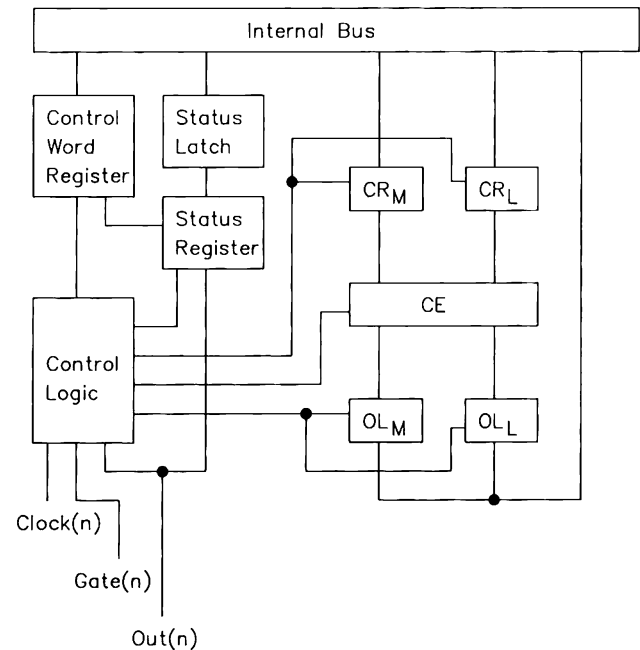 Internal Bus
Control
Word
Register
Status
Latch
CR_M
CR_L
Status
Register
CE
Control
Logic
OL_M
OL_L
Clock(n)
Gate(n)
Out(n)